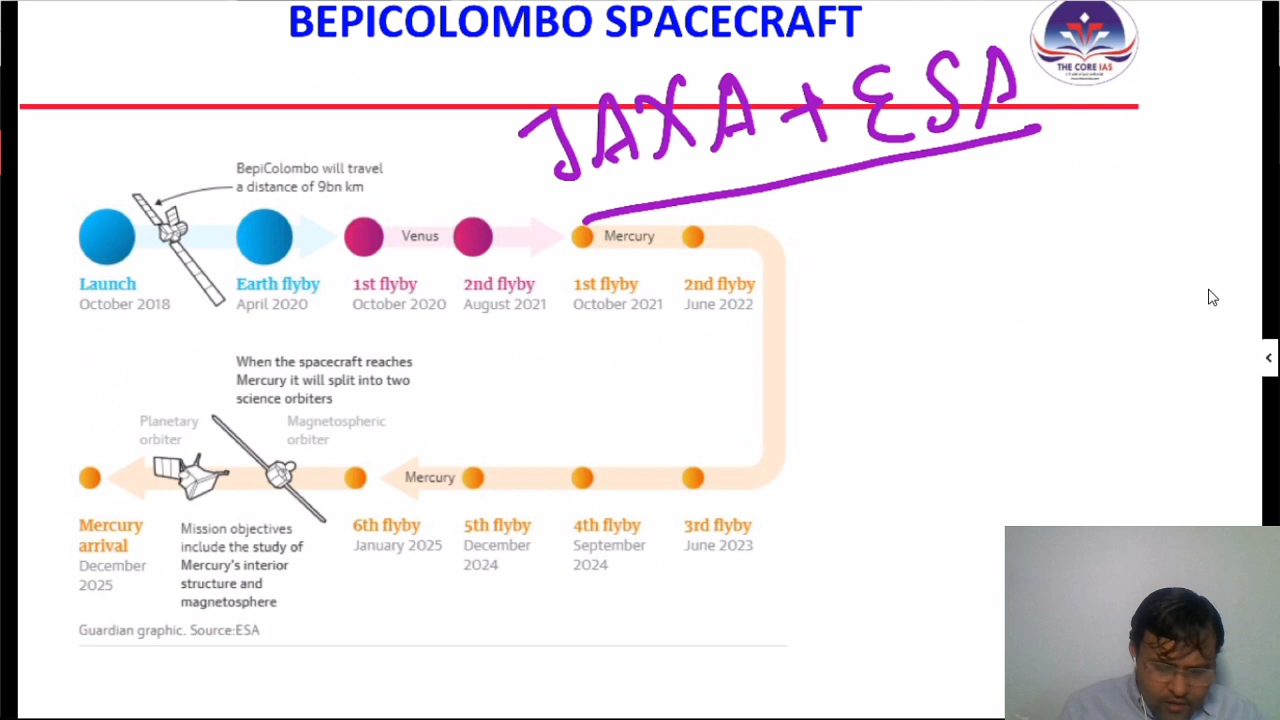 BEPICOLOMBO SPACECRAFT
THE CORE IAS
JAXA + ESA
BepiColombo will travel
a distance of 9bn km
Venus
Mercury
Launch
October 2018
Earth flyby
April 2020
1st flyby
October 2020
2nd flyby
August 2021
1st flyby
October 2021
2nd flyby
June 2022
When the spacecraft reaches
Mercury it will split into two
science orbiters
Planetary
orbiter
Magnetospheric
orbiter
Mercury
Mercury
arrival
December
2025
Mission objectives
include the study of
Mercury's interior
structure and
magnetosphere
6th flyby
January 2025
5th flyby
December
2024
4th flyby
September
2024
3rd flyby
June 2023
Guardian graphic. Source:ESA